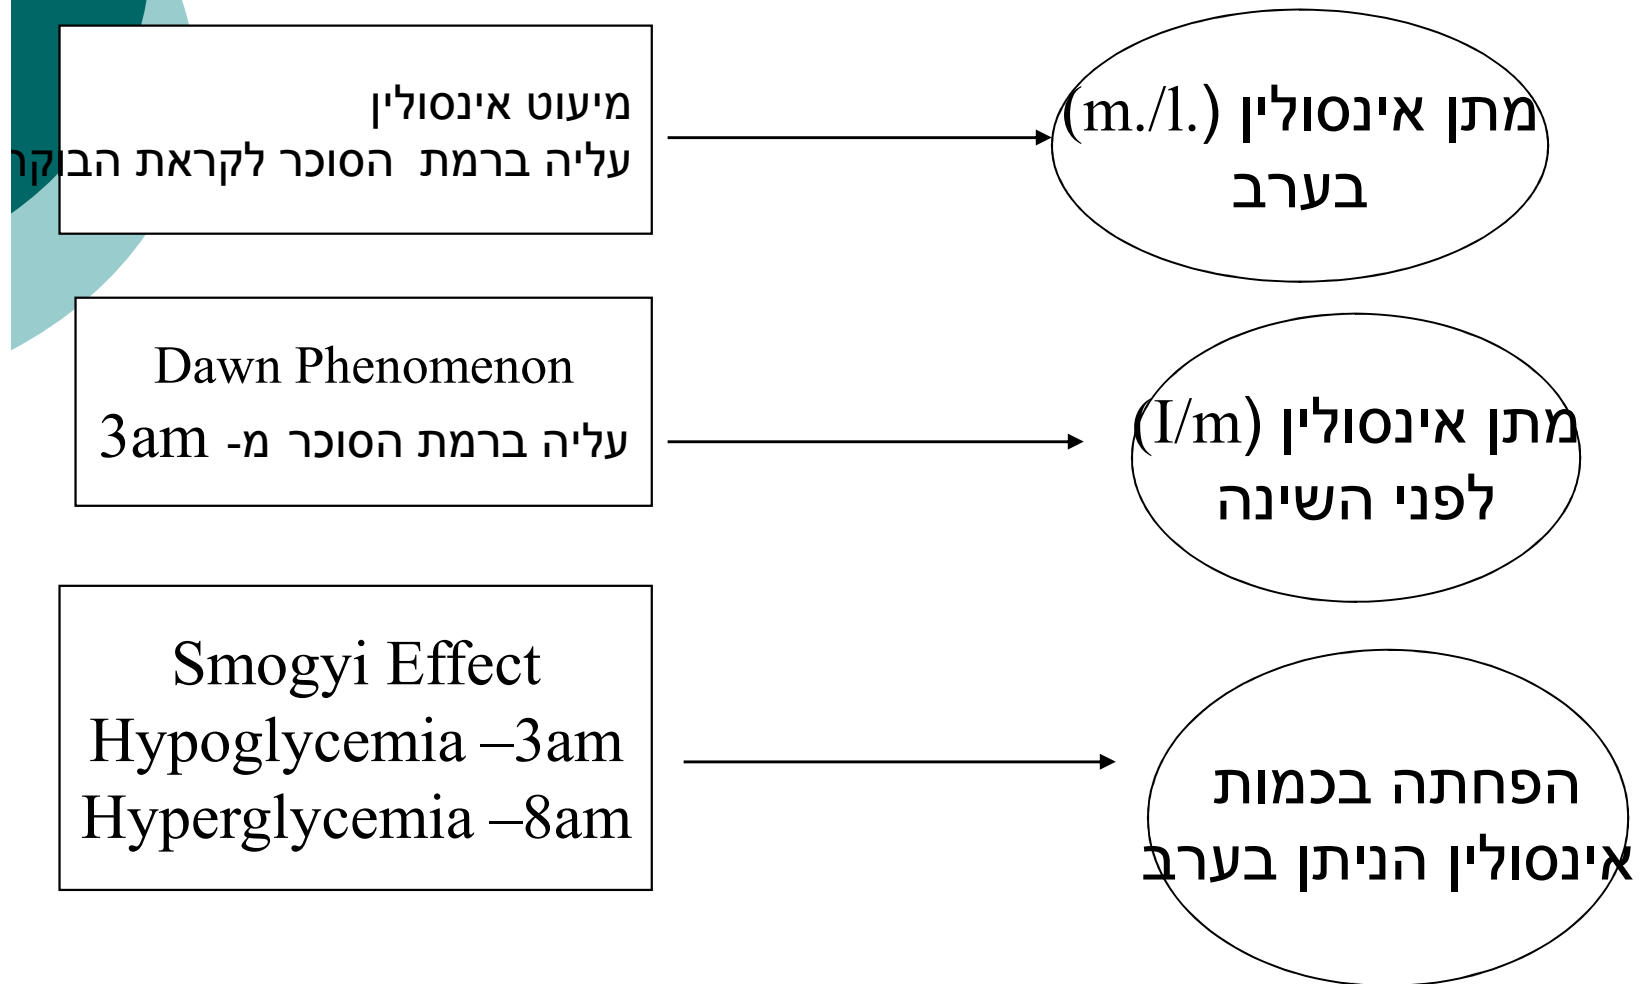 מיעוט אינסולין
עליה ברמת הסוכר לקראת הבוקר
מתן אינסולין (m./l.)
בערב
Dawn Phenomenon
עליה ברמת הסוכר מ- 3am
מתן אינסולין (I/m)
לפני השינה
Smogyi Effect
Hypoglycemia –3am
Hyperglycemia –8am
הפחתה בכמות
אינסולין הניתן בערב